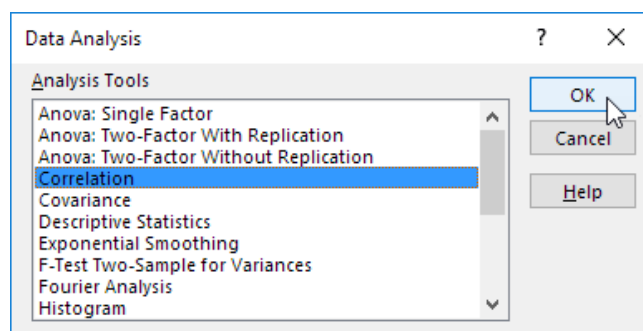 Data Analysis
?
Analysis Tools
Anova: Single Factor
Anova: Two-Factor With Replication
Anova: Two-Factor Without Replication
Correlation
Covariance
Descriptive Statistics
Exponential Smoothing
F-Test Two-Sample for Variances
Fourier Analysis
Histogram
OK
Cancel
Help